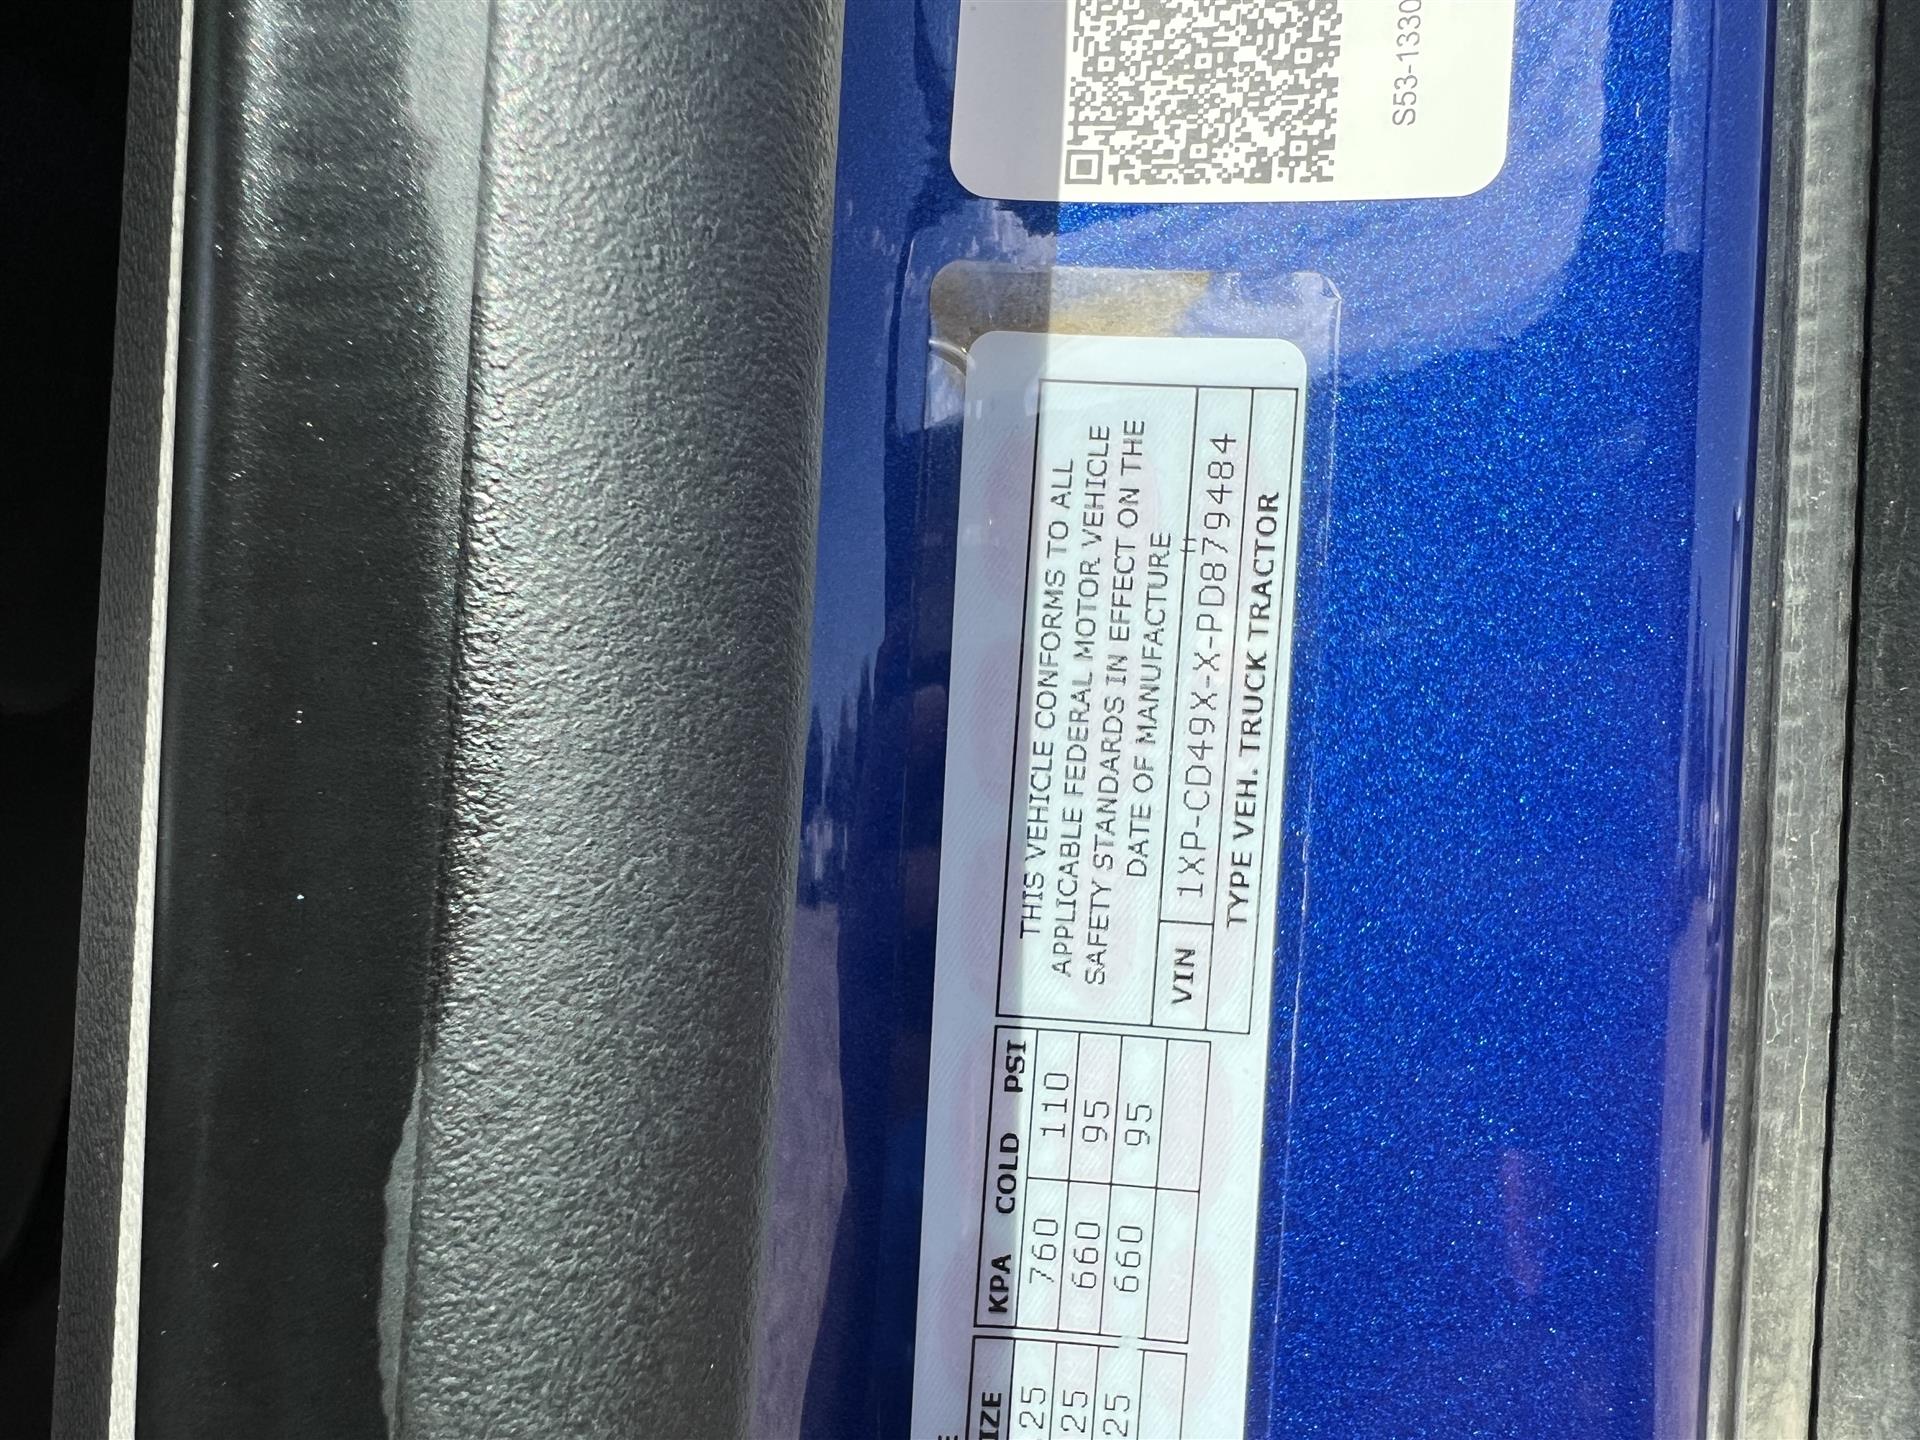 S53-1330
THIS VEHICLE CONFORMS TO ALL
APPLICABLE FEDERAL MOTOR VEHICLE
SAFETY STANDARDS IN EFFECT ON THE
DATE OF MANUFACTURE
VIN 1XP-CD49X-X-PD879484
TYPE VEH. TRUCK TRACTOR
KPA COLD PSI
760 110
660 95
660 95
IZE
25
25
25